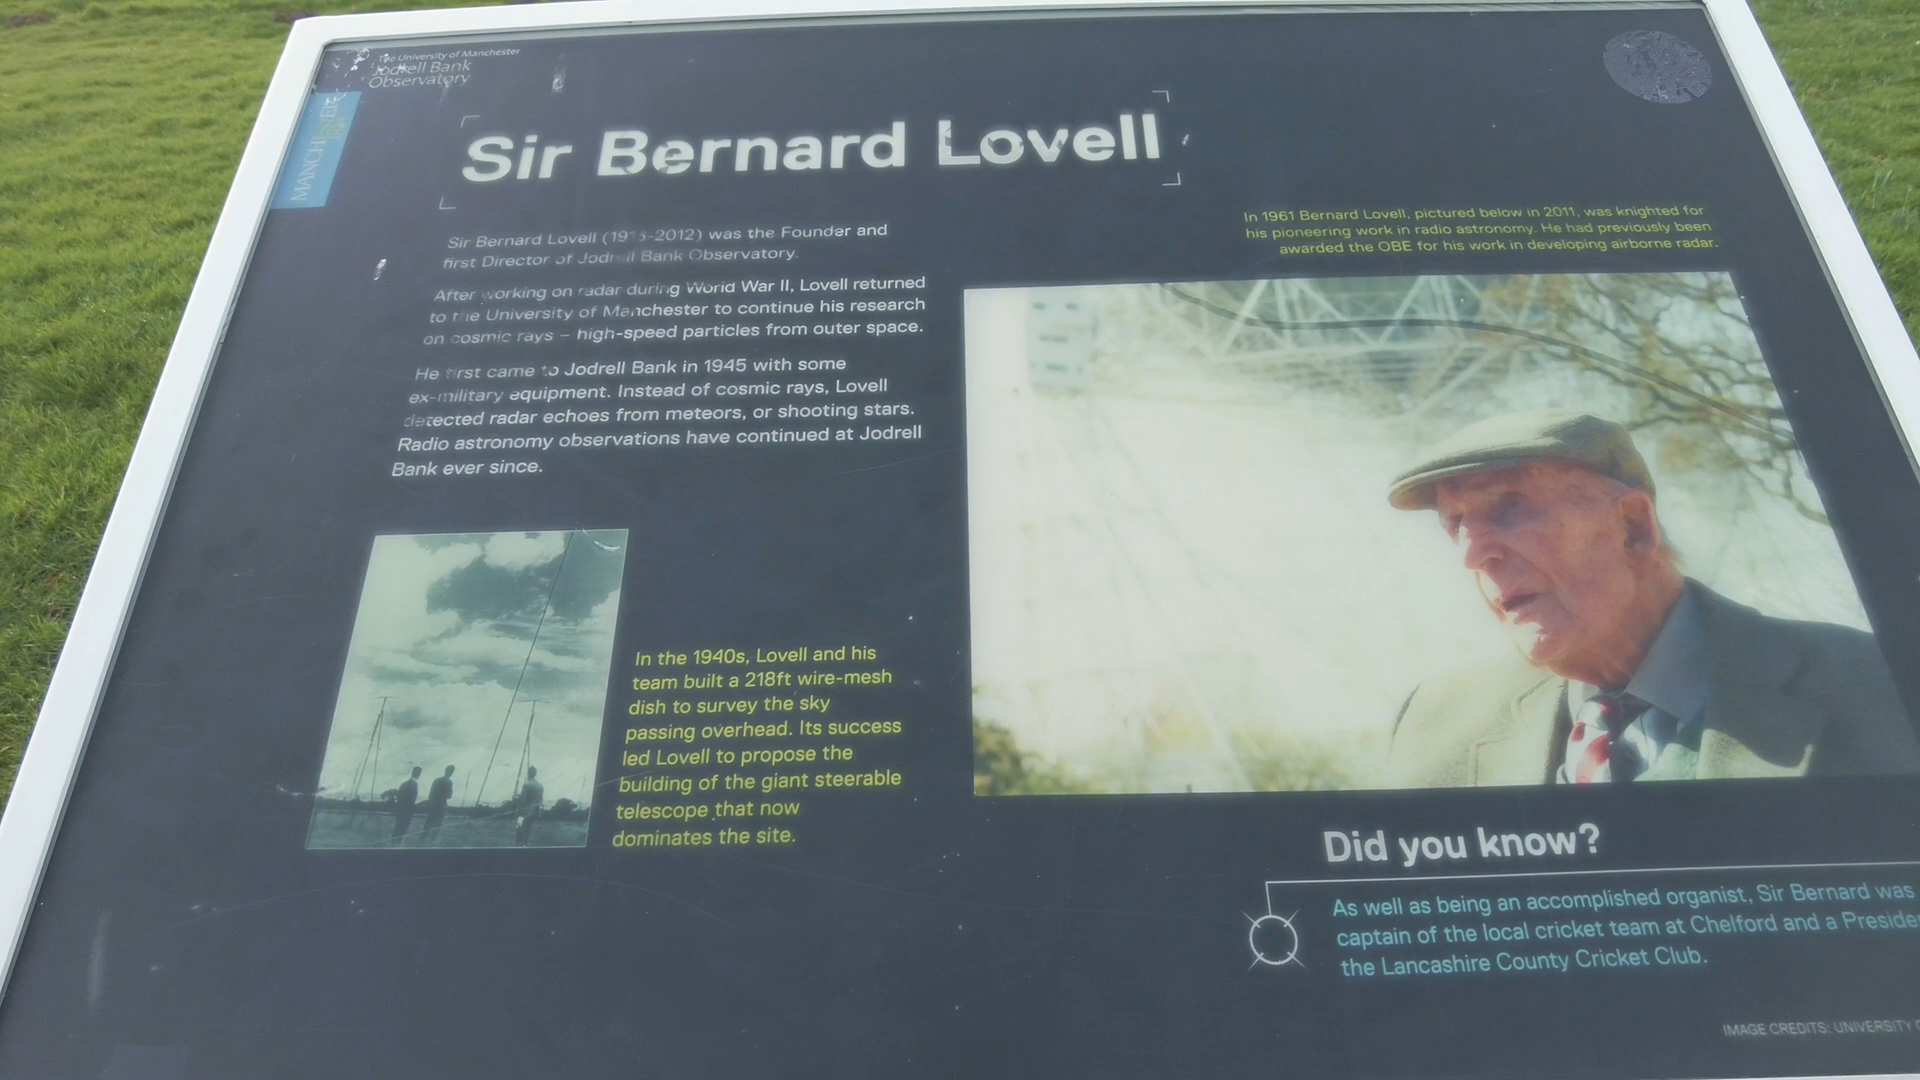 The University of Manchester
Jodrell Bank
Observatory
MANCHESTER
Sir Bernard Lovell
Sir Bernard Lovell (1913-2012) was the Founder and
first Director of Jodrell Bank Observatory.
After working on radar during World War II, Lovell returned
to the University of Manchester to continue his research
on cosmic rays – high-speed particles from outer space.
He first came to Jodrell Bank in 1945 with some
ex-military equipment. Instead of cosmic rays, Lovell
detected radar echoes from meteors, or shooting stars.
Radio astronomy observations have continued at Jodrell
Bank ever since.
In the 1940s, Lovell and his
team built a 218ft wire-mesh
dish to survey the sky
passing overhead. Its success
led Lovell to propose the
building of the giant steerable
telescope that now
dominates the site.
In 1961 Bernard Lovell, pictured below in 2011, was knighted for
his pioneering work in radio astronomy. He had previously been
awarded the OBE for his work in developing airborne radar.
Did you know?
As well as being an accomplished organist, Sir Bernard was
captain of the local cricket team at Chelford and a Preside
the Lancashire County Cricket Club.
IMAGE CREDITS: UNIVERSITY